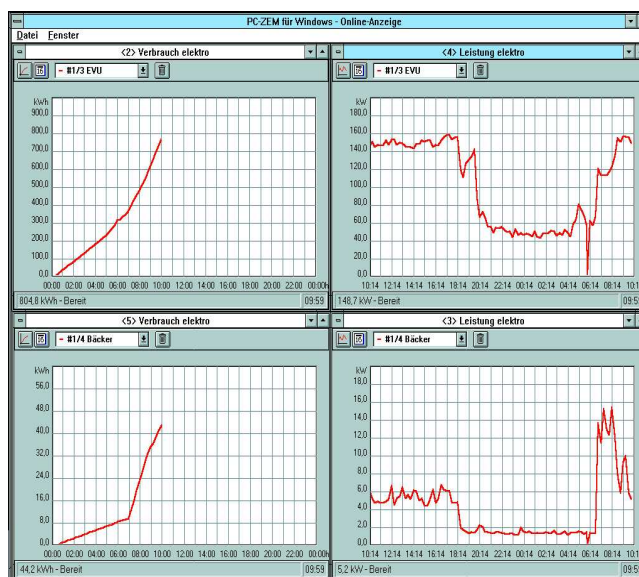 PC-ZEM für Windows - Online-Anzeige
Datei Fenster
<2> Verbrauch elektro
#1/3 EVU
kWh
900,0
800,0
700,0
600,0
500,0
400,0
300,0
200,0
100,0
0,0
00:00 02:00 04:00 06:00 08:00 10:00 12:00 14:00 16:00 18:00 20:00 22:00 00:00h
804,8 kWh - Bereit 09:59
<4> Leistung elektro
#1/3 EVU
kW
180,0
160,0
140,0
120,0
100,0
80,0
60,0
40,0
20,0
0,0
10:14 12:14 14:14 16:14 18:14 20:14 22:14 00:14 02:14 04:14 06:14 08:14 10:1
148,7 kW - Bereit 09:59
<5> Verbrauch elektro
#1/4 Bäcker
kWh
56,0
48,0
40,0
32,0
24,0
16,0
8,0
0,0
00:00 02:00 04:00 06:00 08:00 10:00 12:00 14:00 16:00 18:00 20:00 22:00 00:00h
44,2 kWh - Bereit 09:59
<3> Leistung elektro
#1/4 Bäcker
kW
18,0
16,0
14,0
12,0
10,0
8,0
6,0
4,0
2,0
0,0
10:14 12:14 14:14 16:14 18:14 20:14 22:14 00:14 02:14 04:14 06:14 08:14 10:1
5,2 kW - Bereit 09:59